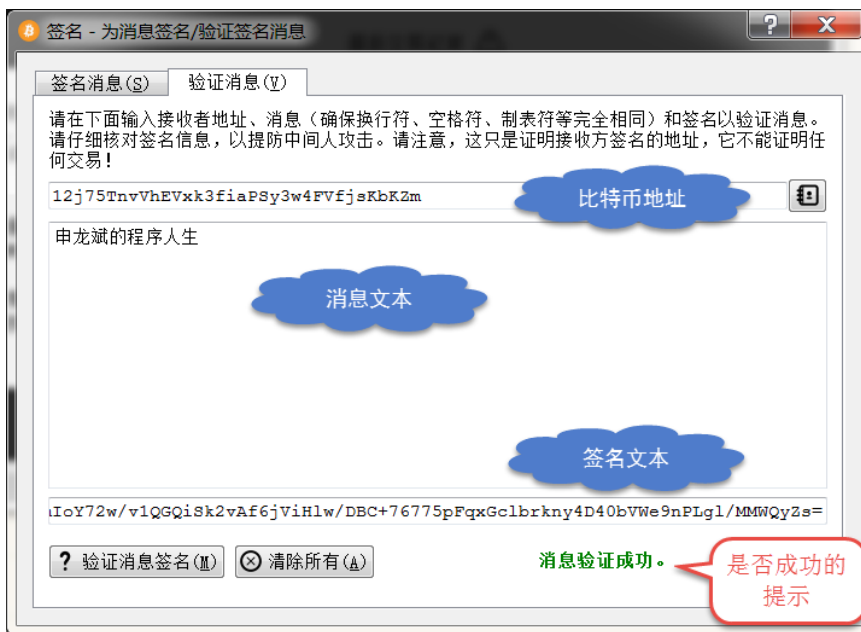 签名 - 为消息签名/验证签名消息
签名消息(S)
验证消息(V)
请在下面输入接收者地址、消息（确保换行符、空格符、制表符等完全相同）和签名以验证消息。
请仔细核对签名信息，以提防中间人攻击。请注意，这只是证明接收方签名的地址，它不能证明任
何交易！
12j75TnvVhEVxk3fiaPSy3w4FVfjsKbKZm
比特币地址
申龙斌的程序人生
消息文本
签名文本
IoY72w/v1QGQiSk2vAf6jViHlw/DBC+76775pFqxGclbrkny4D40bVWe9nPLgl/MMWQyZs=
? 验证消息签名(M)
清除所有(A)
消息验证成功。
是否成功的
提示